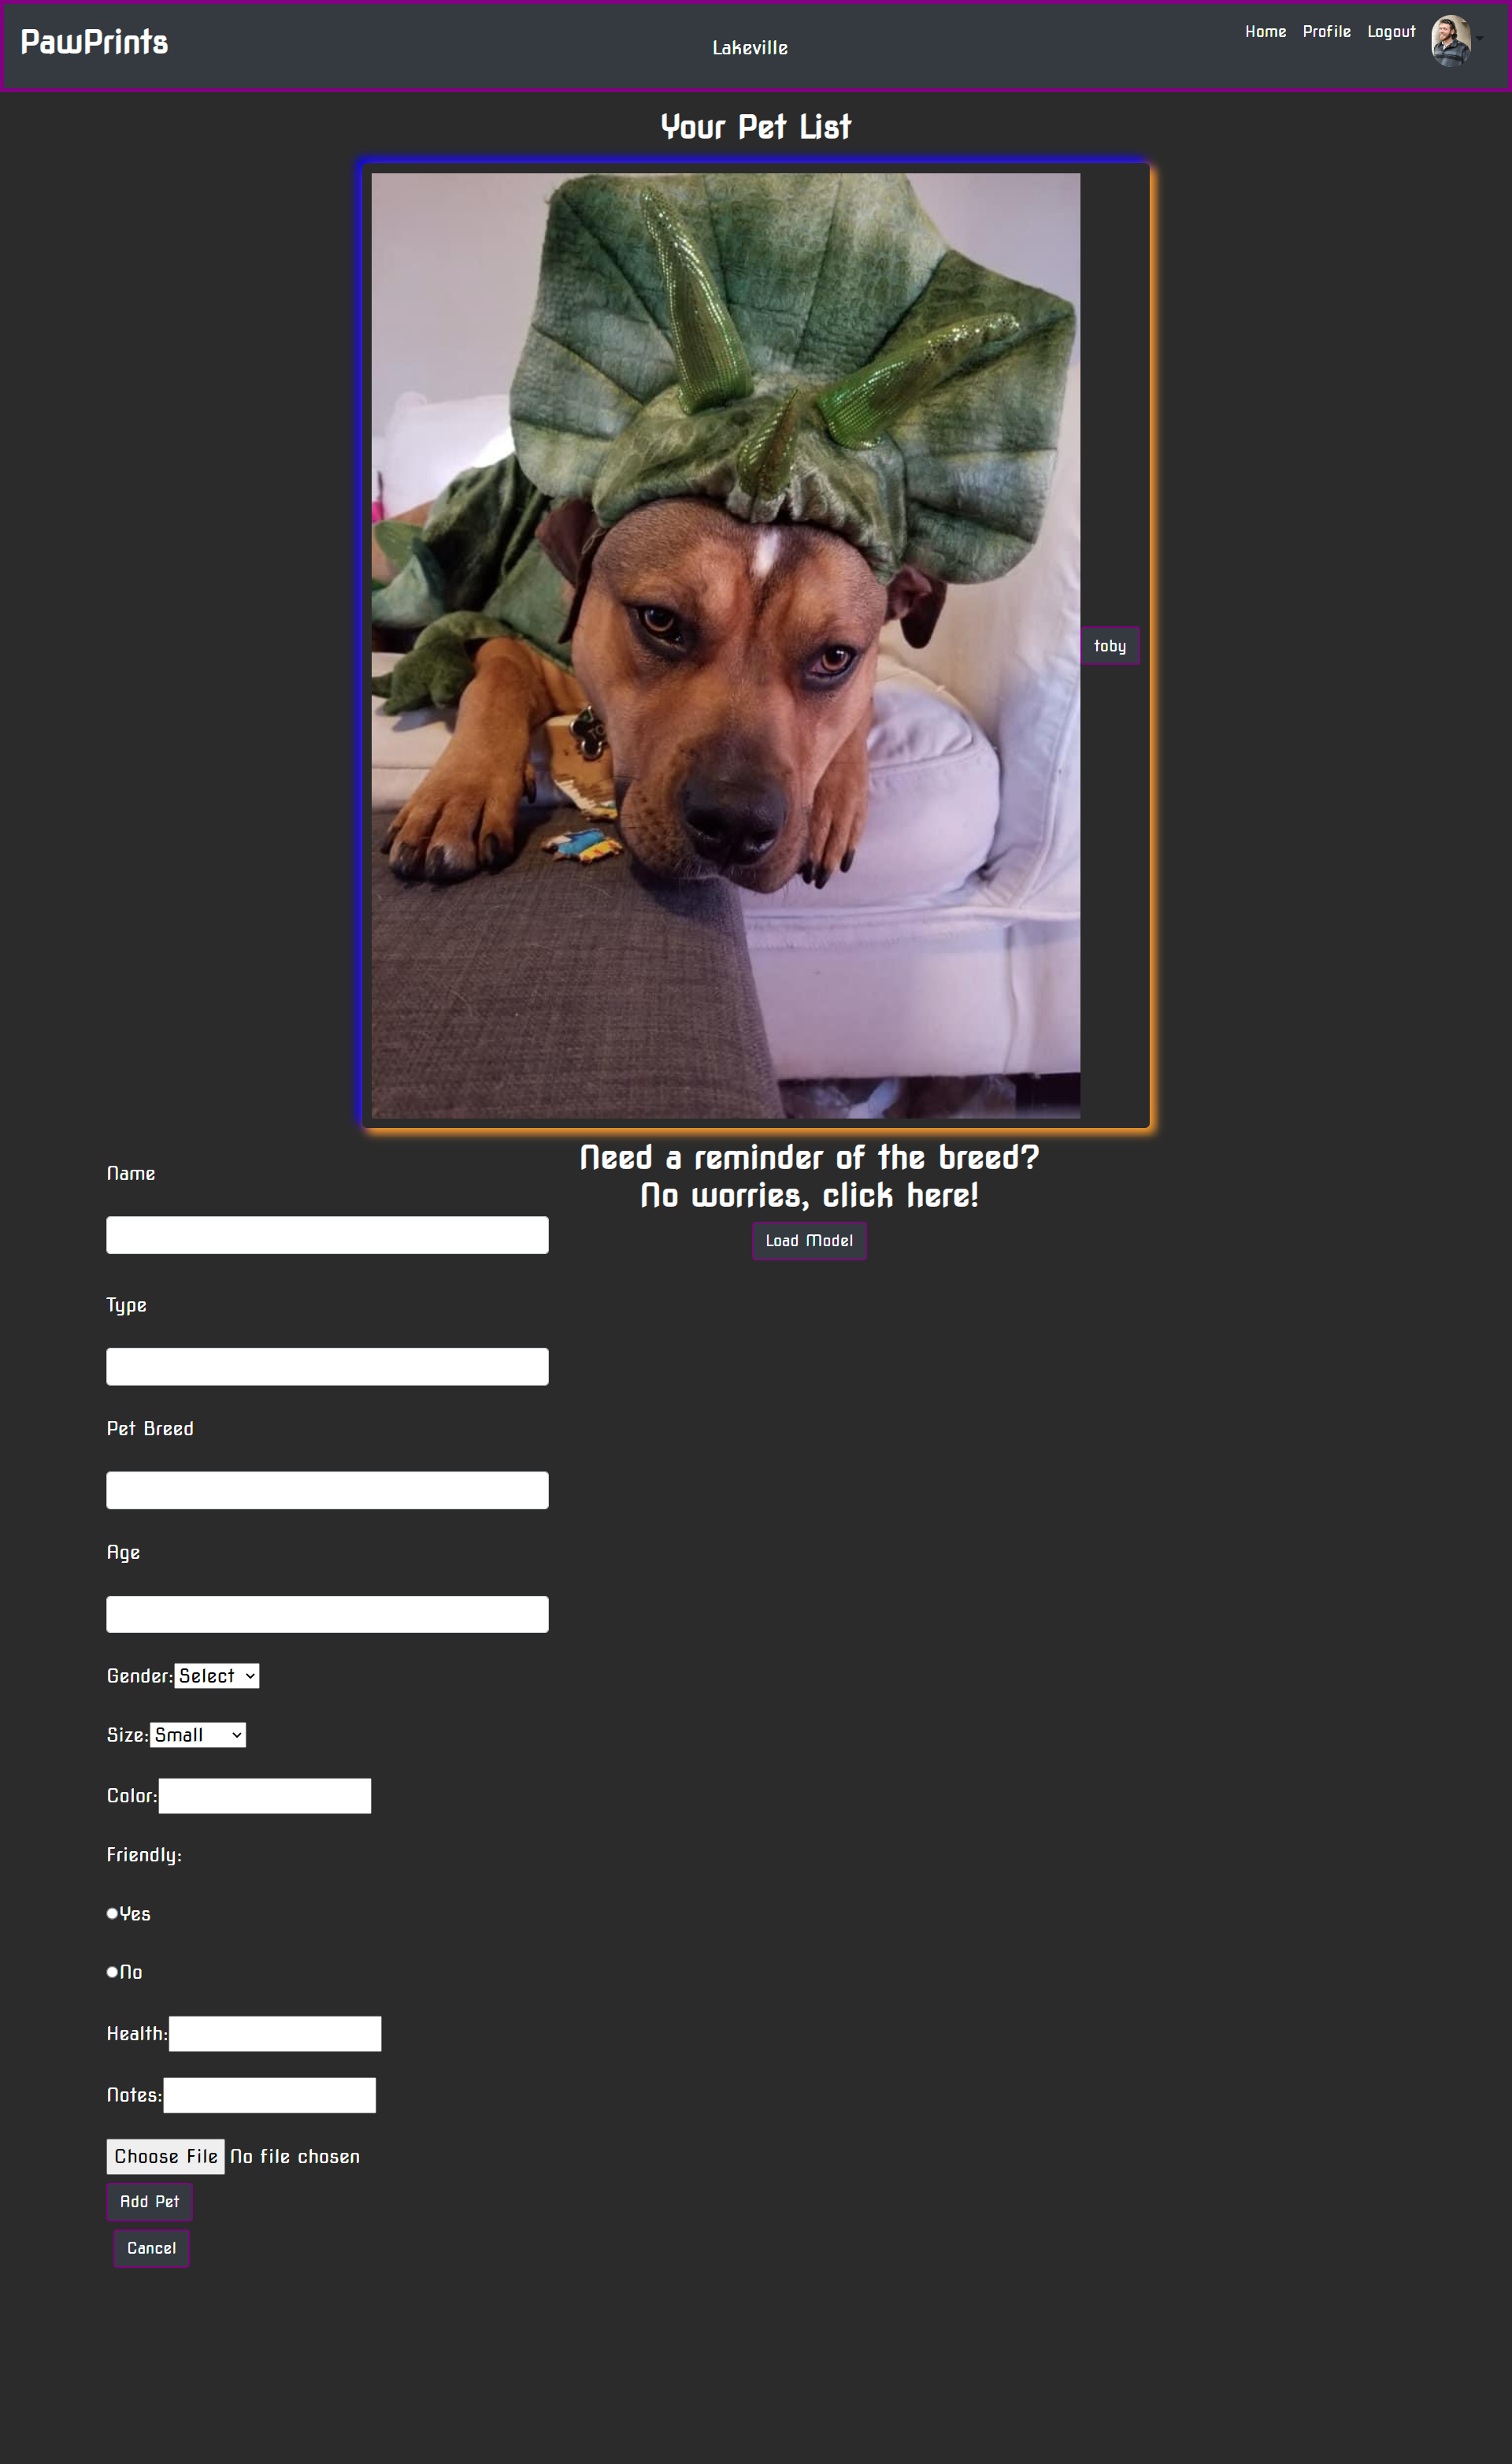 PawPrints
Lakeville
Home Profile Logout
Your Pet List
toby
Need a reminder of the breed?
No worries, click here!
Load Model
Name
Type
Pet Breed
Age
Gender: Select
Size: Small
Color:
Friendly:
Yes
No
Health:
Notes:
Choose File No file chosen
Add Pet
Cancel